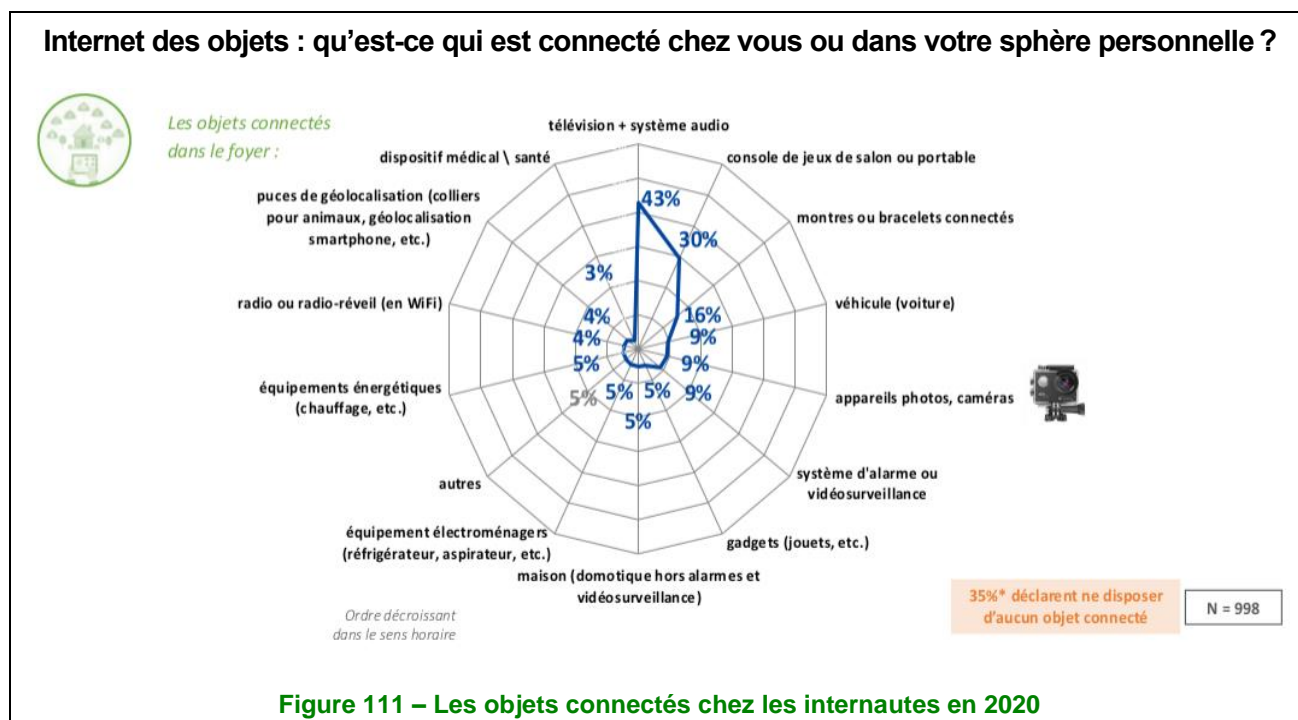 Internet des objets : qu’est-ce qui est connecté chez vous ou dans votre sphère personnelle ?
Les objets connectés
dans le foyer :
télévision + système audio
dispositif médical \ santé
console de jeux de salon ou portable
puces de géolocalisation (colliers
pour animaux, géolocalisation
smartphone, etc.)
43%
montres ou bracelets connectés
30%
3%
radio ou radio-réveil (en WiFi)
véhicule (voiture)
4%
16%
4%
9%
5%
9%
équipements énergétiques
(chauffage, etc.)
appareils photos, caméras
5%
5%
5%
9%
5%
autres
système d'alarme ou
vidéosurveillance
équipement électroménagers
(réfrigérateur, aspirateur, etc.)
gadgets (jouets, etc.)
maison (domotique hors alarmes et
vidéosurveillance)
Ordre décroissant
dans le sens horaire
35%* déclarent ne disposer
d'aucun objet connecté
N = 998
Figure 111 – Les objets connectés chez les internautes en 2020